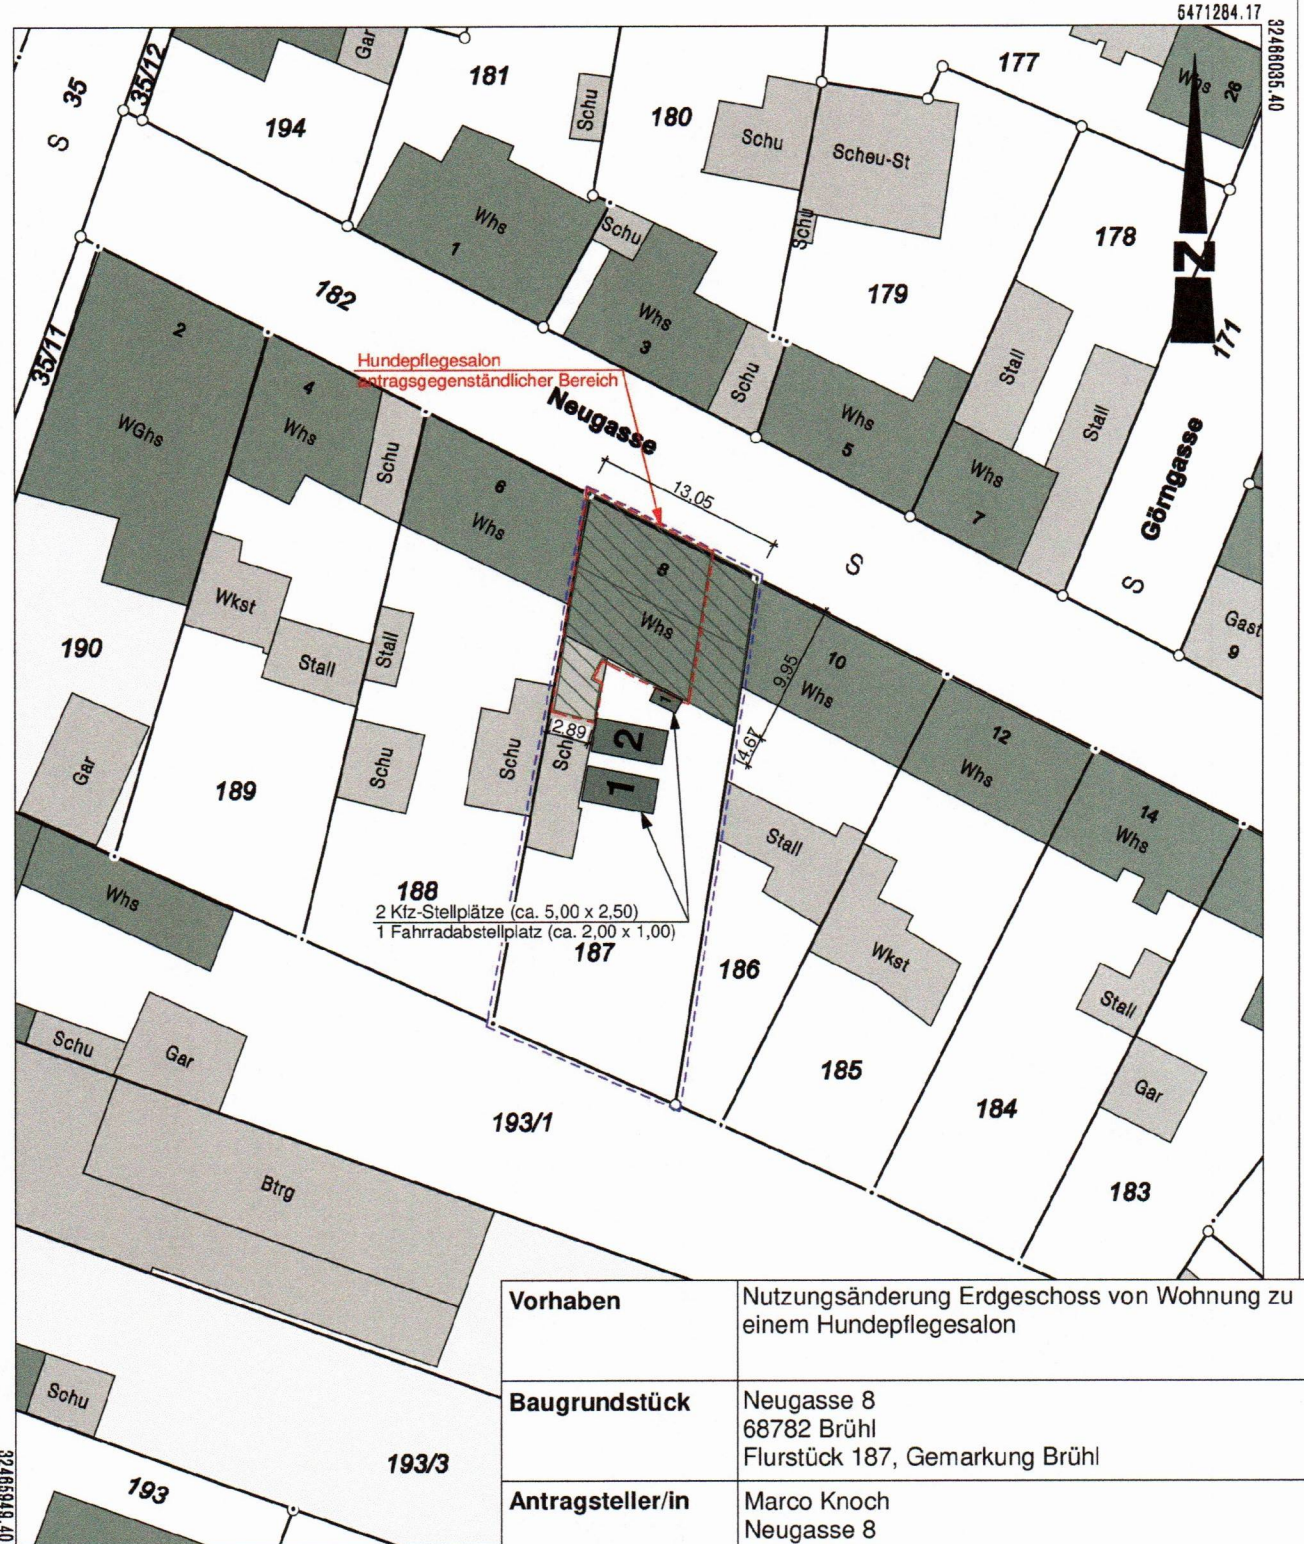 5471284.17
32466035.40
35
35/12
S
194
Gar
181
Schu
180
Schu
Scheu-St
Schu
177
Whs
26
N
178
171
179
Whs
1
Schu
Whs
3
Schu
182
35/11
2
WGhs
4
Whs
Schu
Hundepflegesalon
antragsgegenständlicher Bereich
Neugasse
13,05
Whs
5
Whs
7
Stall
Stall
Görngasse
S
S
6
Whs
8
Whs
Gast
9
190
Wkst
Stall
Stall
10
Whs
9,95
4,67
12
Whs
14
Whs
Gar
189
Schu
Schu
2,89
Schu
1
2
1
Stall
Whs
188
2 Kfz-Stellplätze (ca. 5,00 x 2,50)
1 Fahrradabstellplatz (ca. 2,00 x 1,00)
187
186
Wkst
Stall
Schu
Gar
185
184
Gar
193/1
183
Btrg
Schu
193/3
193
Vorhaben
Nutzungsänderung Erdgeschoss von Wohnung zu
einem Hundepflegesalon
Baugrundstück
Neugasse 8
68782 Brühl
Flurstück 187, Gemarkung Brühl
Antragsteller/in
Marco Knoch
Neugasse 8